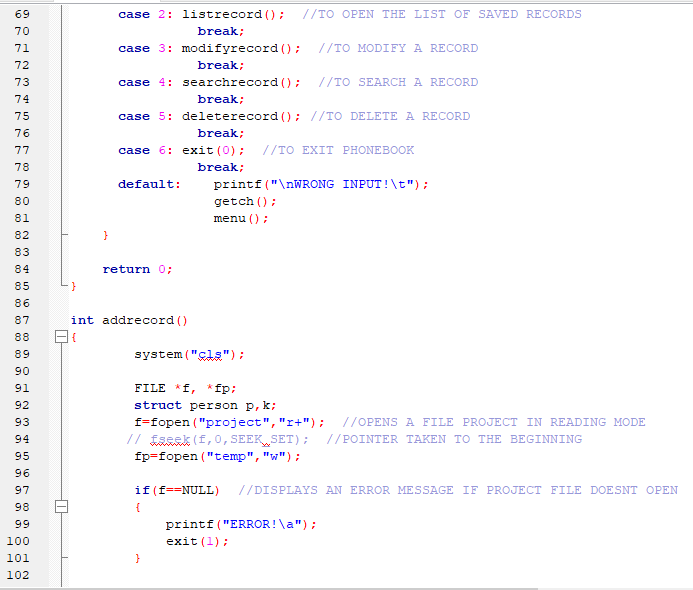 69 case 2: listrecord(); //TO OPEN THE LIST OF SAVED RECORDS
70 break;
71 case 3: modifyrecord(); //TO MODIFY A RECORD
72 break;
73 case 4: searchrecord(); //TO SEARCH A RECORD
74 break;
75 case 5: deleterecord(); //TO DELETE A RECORD
76 break;
77 case 6: exit(0); //TO EXIT PHONEBOOK
78 break;
79 default: printf("\nWRONG INPUT!\t");
80 getch();
81 menu();
82 }
83
84 return 0;
85 }
86
87 int addrecord()
88 {
89 system("cls");
90
91 FILE *f, *fp;
92 struct person p,k;
93 f=fopen("project","r+"); //OPENS A FILE PROJECT IN READING MODE
94 // fseek(f,0,SEEK_SET); //POINTER TAKEN TO THE BEGINNING
95 fp=fopen("temp","w");
96
97 if(f==NULL) //DISPLAYS AN ERROR MESSAGE IF PROJECT FILE DOESNT OPEN
98 {
99 printf("ERROR!\a");
100 exit(1);
101 }
102